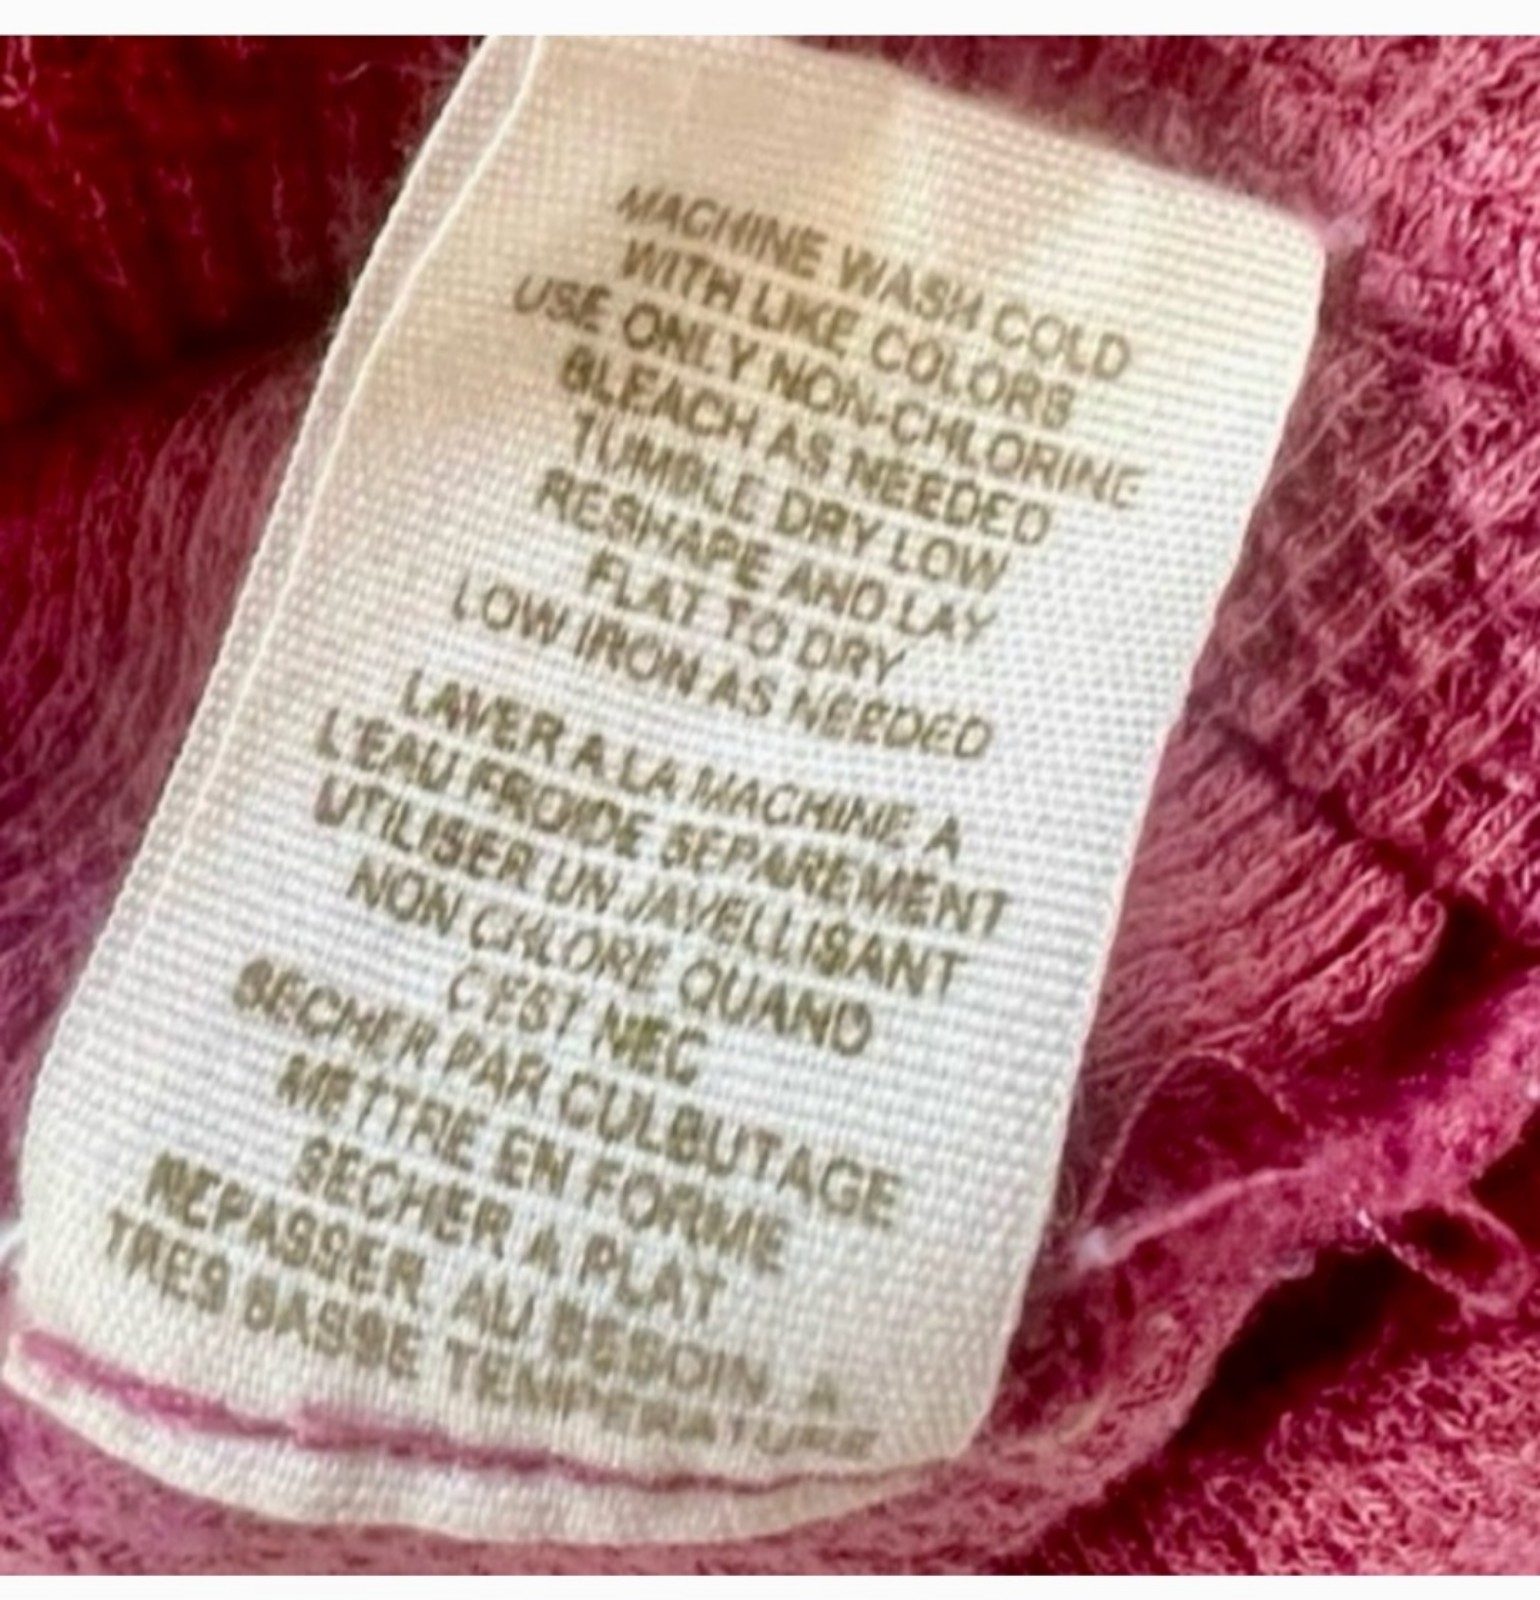 MACHINE WASH COLD
WITH LIKE COLORS
USE ONLY NON-CHLORINE
BLEACH AS NEEDED
TUMBLE DRY LOW
RESHAPE AND LAY
FLAT TO DRY
LOW IRON AS NEEDED
LAVER A LA MACHINE A
L'EAU FROIDE SEPAREMENT
UTILISER UN JAVELLISANT
NON CHLORE QUAND
C'EST NEC
SECHER PAR CULBUTAGE
METTRE EN FORME
SECHER A PLAT
REPASSER AU BESOIN, A
TRES BASSE TEMPERATURE